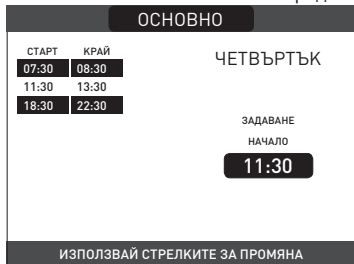 ОСНОВНО
СТАРТ КРАЙ
07:30 08:30
11:30 13:30
18:30 22:30
ЧЕТВЪРТЪК
ЗАДАВАНЕ
НАЧАЛО
11:30
ИЗПОЛЗВАЙ СТРЕЛКИТЕ ЗА ПРОМЯНА